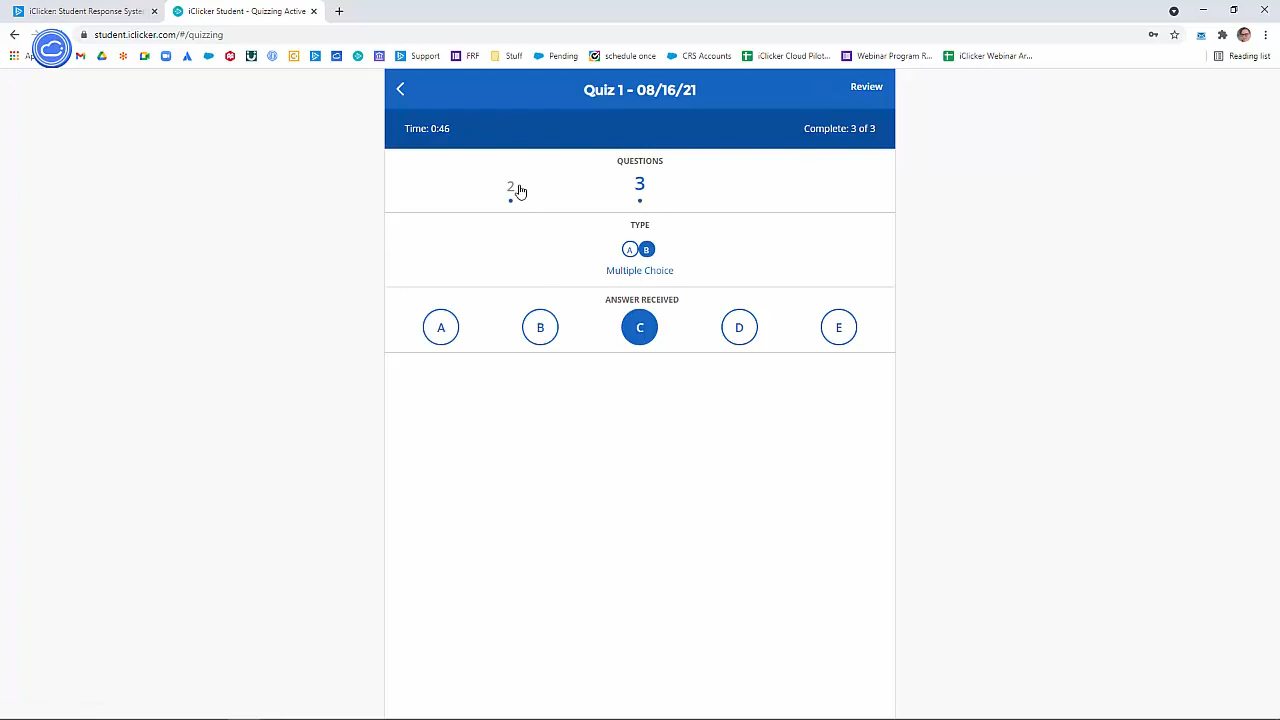 iClicker: Student Response Syste
iClicker Student - Quizzing Active
student.iclicker.com/#/quizzing
Support
FRF
Stuff
Pending
schedule once
CRS Accounts
iClicker Cloud Pilot...
Webinar Program R...
iClicker Webinar Ar...
Reading list
Quiz 1 - 08/16/21
Review
Time: 0:46
Complete: 3 of 3
QUESTIONS
2
3
TYPE
A B
Multiple Choice
ANSWER RECEIVED
A B C D E